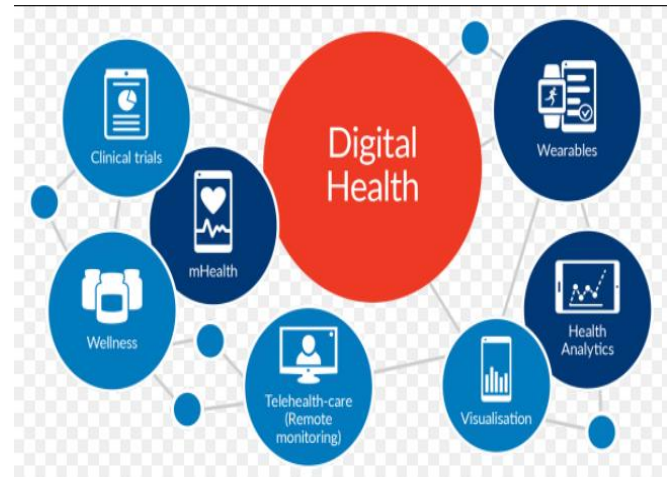 Digital
Health
Clinical trials
Wearables
mHealth
Wellness
Health
Analytics
Telehealth-care
(Remote
monitoring)
Visualisation